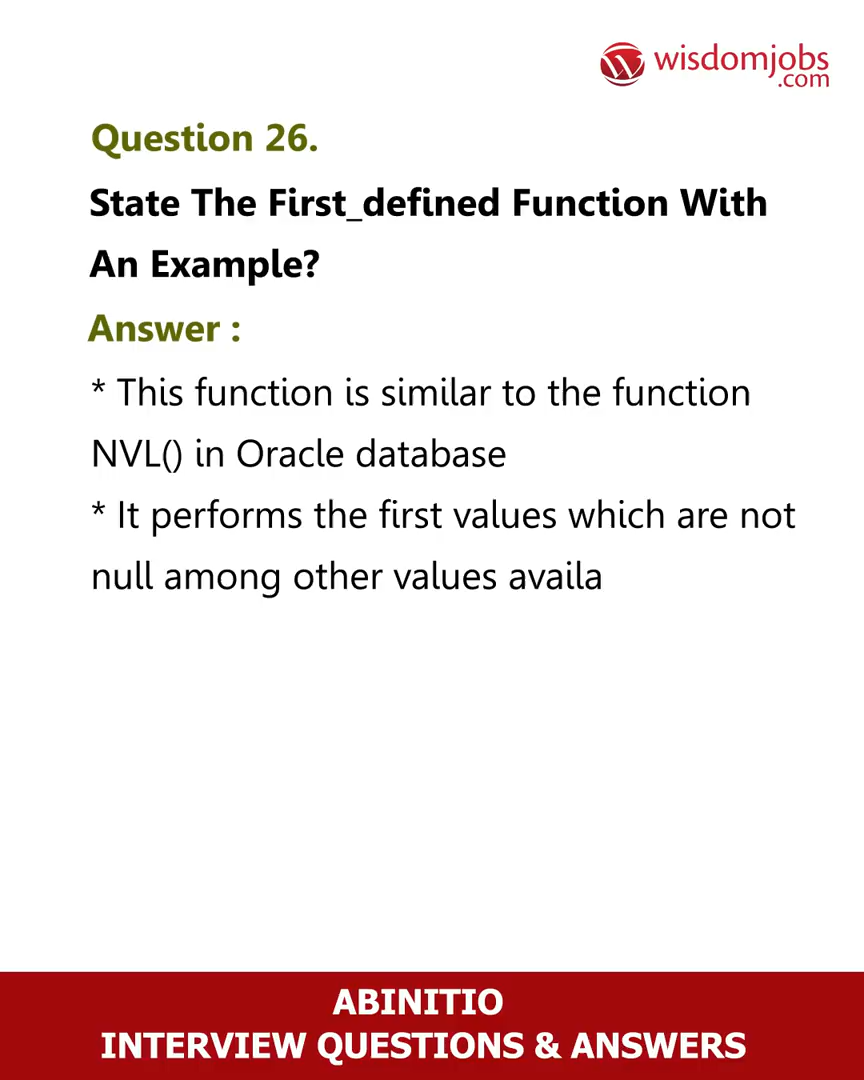 wisdomjobs
.com
Question 26.
State The First_defined Function With
An Example?
Answer :
* This function is similar to the function
NVL() in Oracle database
* It performs the first values which are not
null among other values availa
ABINITIO
INTERVIEW QUESTIONS & ANSWERS